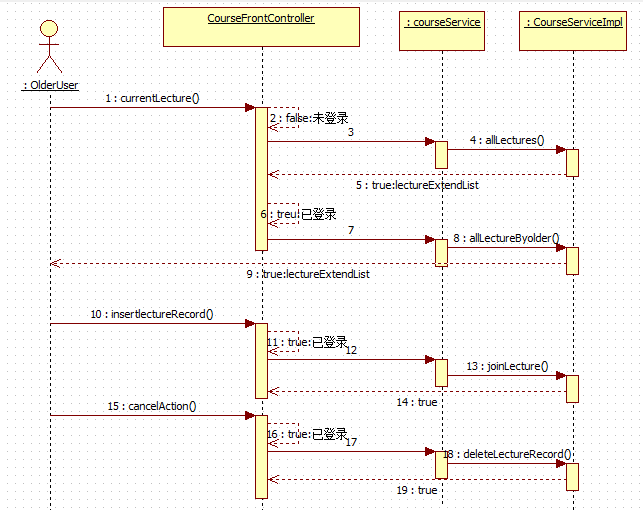 CourseFrontController
: courseService
: CourseServiceImpl
: OlderUser
1 : currentLecture()
2 : false:未登录
3
4 : allLectures()
5 : true:lectureExtendList
6 : treu:已登录
7
8 : allLectureByolder()
9 : true:lectureExtendList
10 : insertlectureRecord()
11 : true:已登录
12
13 : joinLecture()
14 : true
15 : cancelAction()
16 : true:已登录
17
18 : deleteLectureRecord()
19 : true